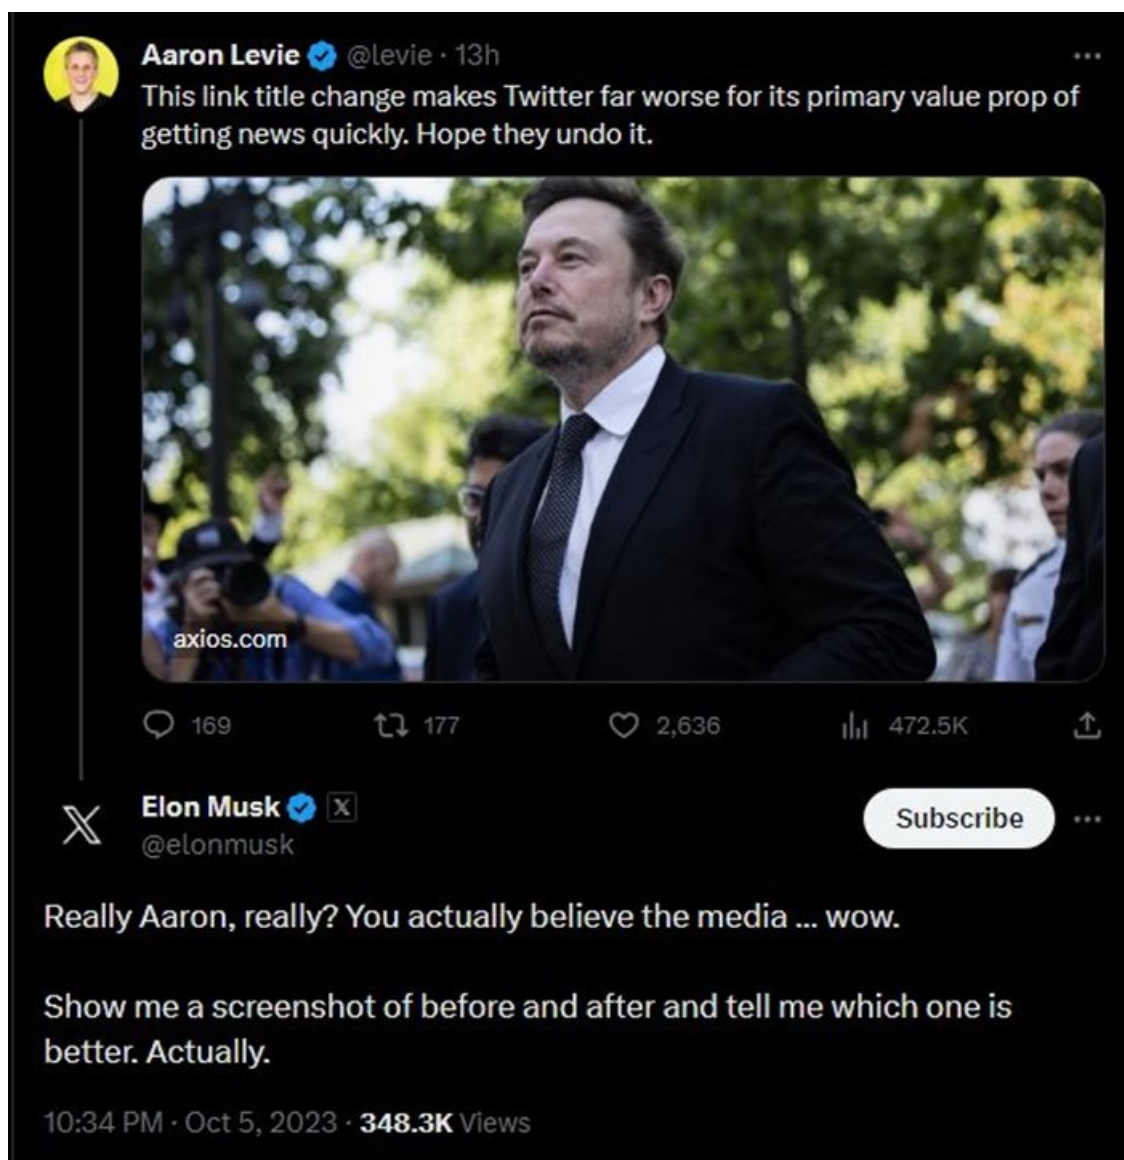 Aaron Levie @levie · 13h
This link title change makes Twitter far worse for its primary value prop of
getting news quickly. Hope they undo it.
axios.com
169 177 2,636 472.5K
Elon Musk X
@elonmusk
Subscribe
Really Aaron, really? You actually believe the media ... wow.
Show me a screenshot of before and after and tell me which one is
better. Actually.
10:34 PM · Oct 5, 2023 · 348.3K Views